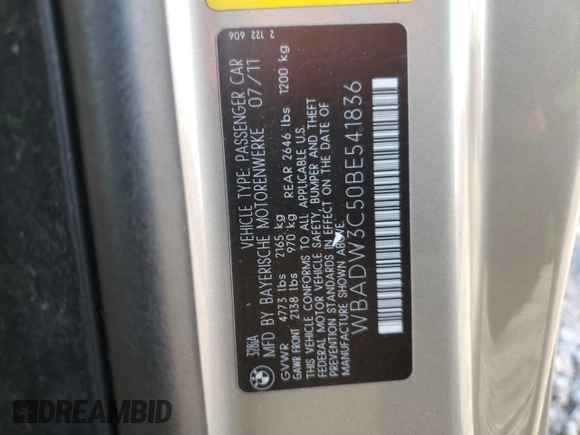 2 122 606
328iA VEHICLE TYPE: PASSENGER CAR
MFD BY BAYERISCHE MOTORENWERKE 07/11
GVWR 4773 lbs 2165 kg
GAWR FRONT 2138 lbs 970 kg REAR 2646 lbs 1200 kg
THIS VEHICLE CONFORMS TO ALL APPLICABLE U.S.
FEDERAL MOTOR VEHICLE SAFETY, BUMPER AND THEFT
PREVENTION STANDARDS IN EFFECT ON THE DATE OF
MANUFACTURE SHOWN ABOVE.
WBADW3C50BE541836
DREAMBID